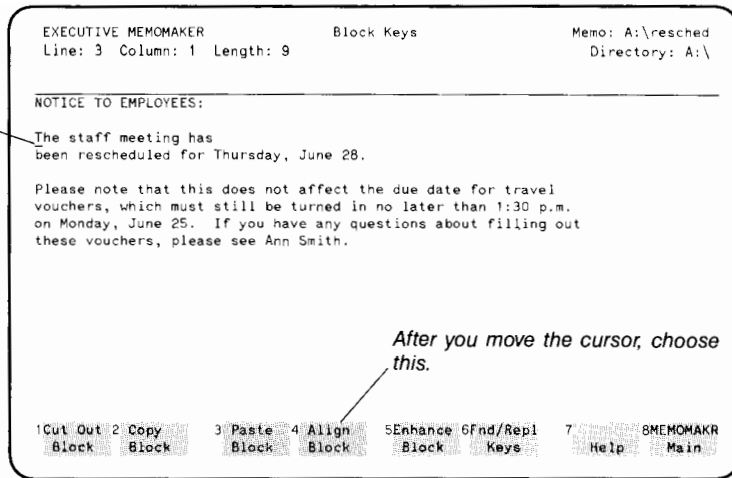 EXECUTIVE MEMOMAKER Block Keys Memo: A:\resched
Line: 3 Column: 1 Length: 9 Directory: A:\
NOTICE TO EMPLOYEES:
The staff meeting has
been rescheduled for Thursday, June 28.
Please note that this does not affect the due date for travel
vouchers, which must still be turned in no later than 1:30 p.m.
on Monday, June 25. If you have any questions about filling out
these vouchers, please see Ann Smith.
After you move the cursor, choose
this.
1Cut Out 2 Copy 3 Paste 4 Align 5Enhance 6Fnd/Repl 7 8MEMOMAKR
Block Block Block Block Block Keys Help Main